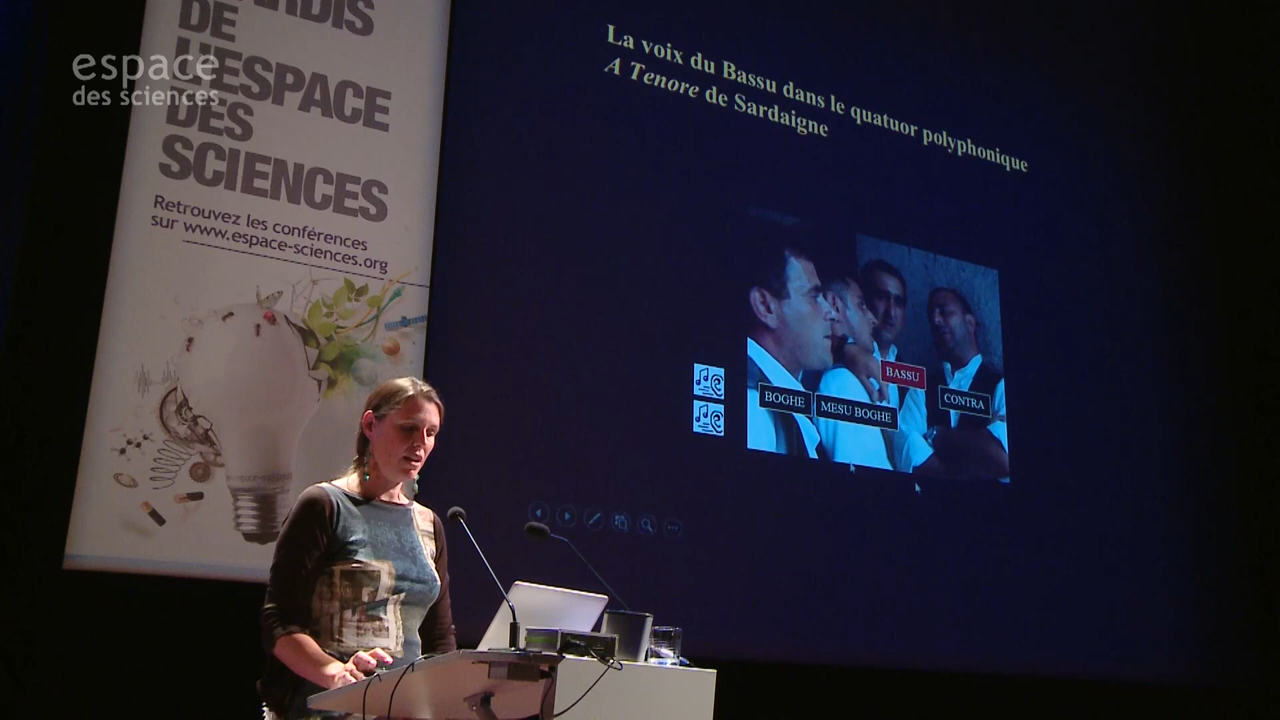 DE
L'ESPACE
DES
SCIENCES
Retrouvez les conférences
sur www.espace-sciences.org
espace
des sciences
La voix du Bassu dans le quatuor polyphonique
A Tenore de Sardaigne
BASSU
BOGHE
MESU BOGHE
CONTRA